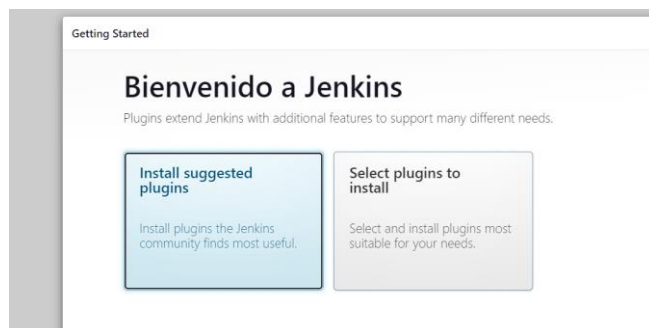 Getting Started
Bienvenido a Jenkins
Plugins extend Jenkins with additional features to support many different needs.
Install suggested
plugins
Install plugins the Jenkins
community finds most useful.
Select plugins to
install
Select and install plugins most
suitable for your needs.